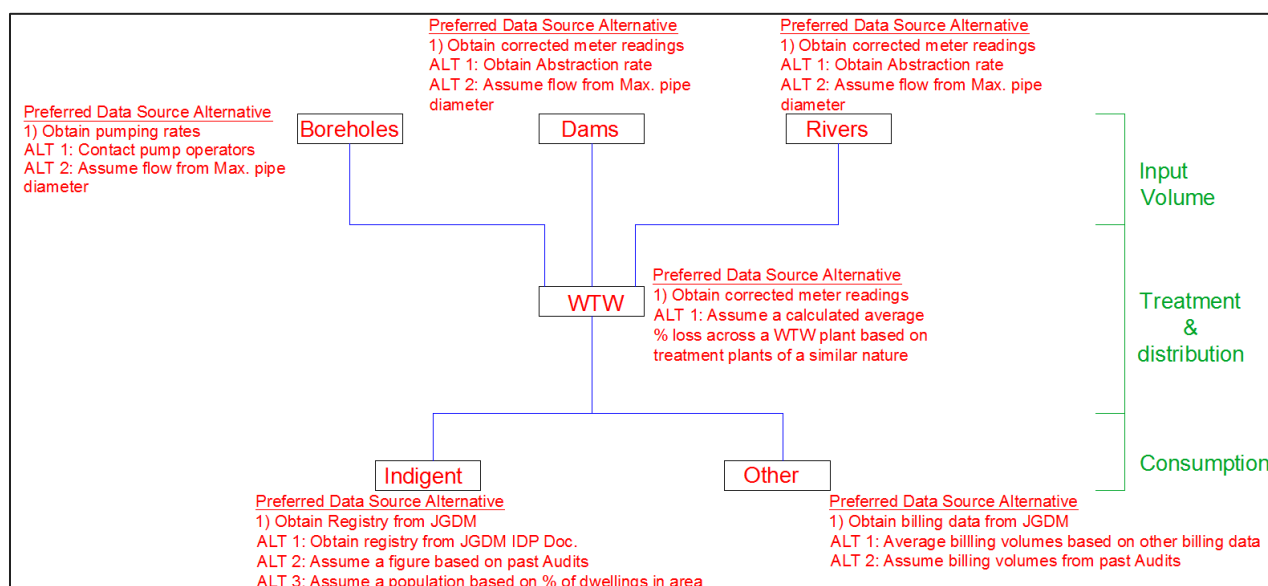 Preferred Data Source Alternative
1) Obtain corrected meter readings
ALT 1: Obtain Abstraction rate
ALT 2: Assume flow from Max. pipe
diameter
Preferred Data Source Alternative
1) Obtain corrected meter readings
ALT 1: Obtain Abstraction rate
ALT 2: Assume flow from Max. pipe
diameter
Preferred Data Source Alternative
1) Obtain pumping rates
ALT 1: Contact pump operators
ALT 2: Assume flow from Max. pipe
diameter
Boreholes
Dams
Rivers
Input
Volume
WTW
Preferred Data Source Alternative
1) Obtain corrected meter readings
ALT 1: Assume a calculated average
% loss across a WTW plant based on
treatment plants of a similar nature
Treatment
&
distribution
Indigent
Other
Consumption
Preferred Data Source Alternative
1) Obtain Registry from JGDM
ALT 1: Obtain registry from JGDM IDP Doc.
ALT 2: Assume a figure based on past Audits
ALT 3: Assume a population based on % of dwellings in area
Preferred Data Source Alternative
1) Obtain billing data from JGDM
ALT 1: Average billling volumes based on other billing data
ALT 2: Assume billing volumes from past Audits